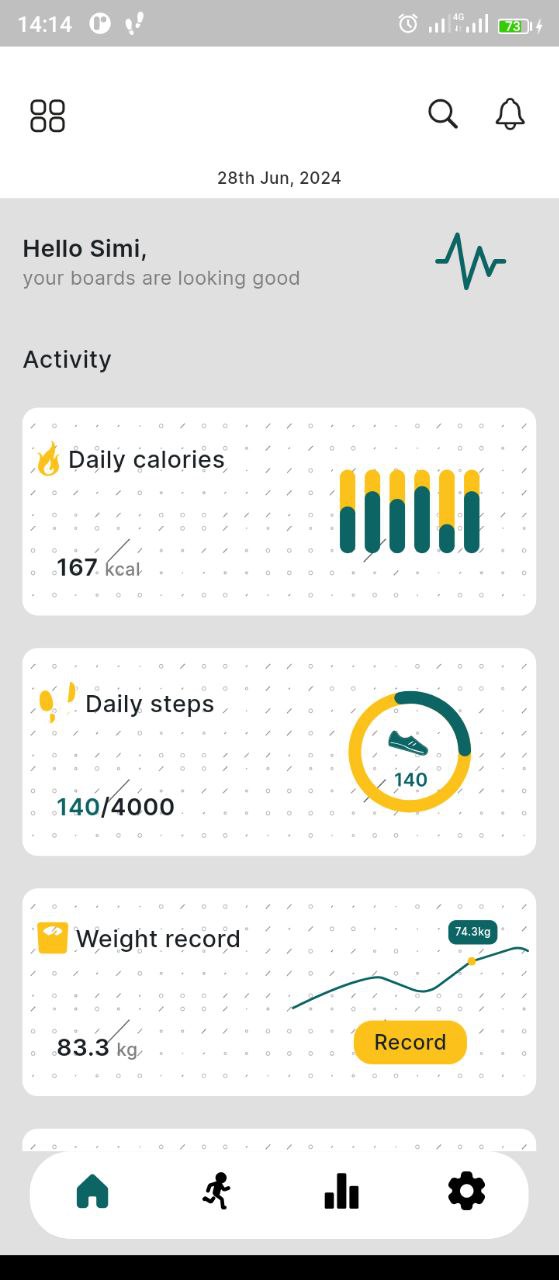 14:14
4G
73
28th Jun, 2024
Hello Simi,
your boards are looking good
Activity
Daily calories
167 kcal
Daily steps
140
140/4000
Weight record
74.3kg
83.3 kg
Record